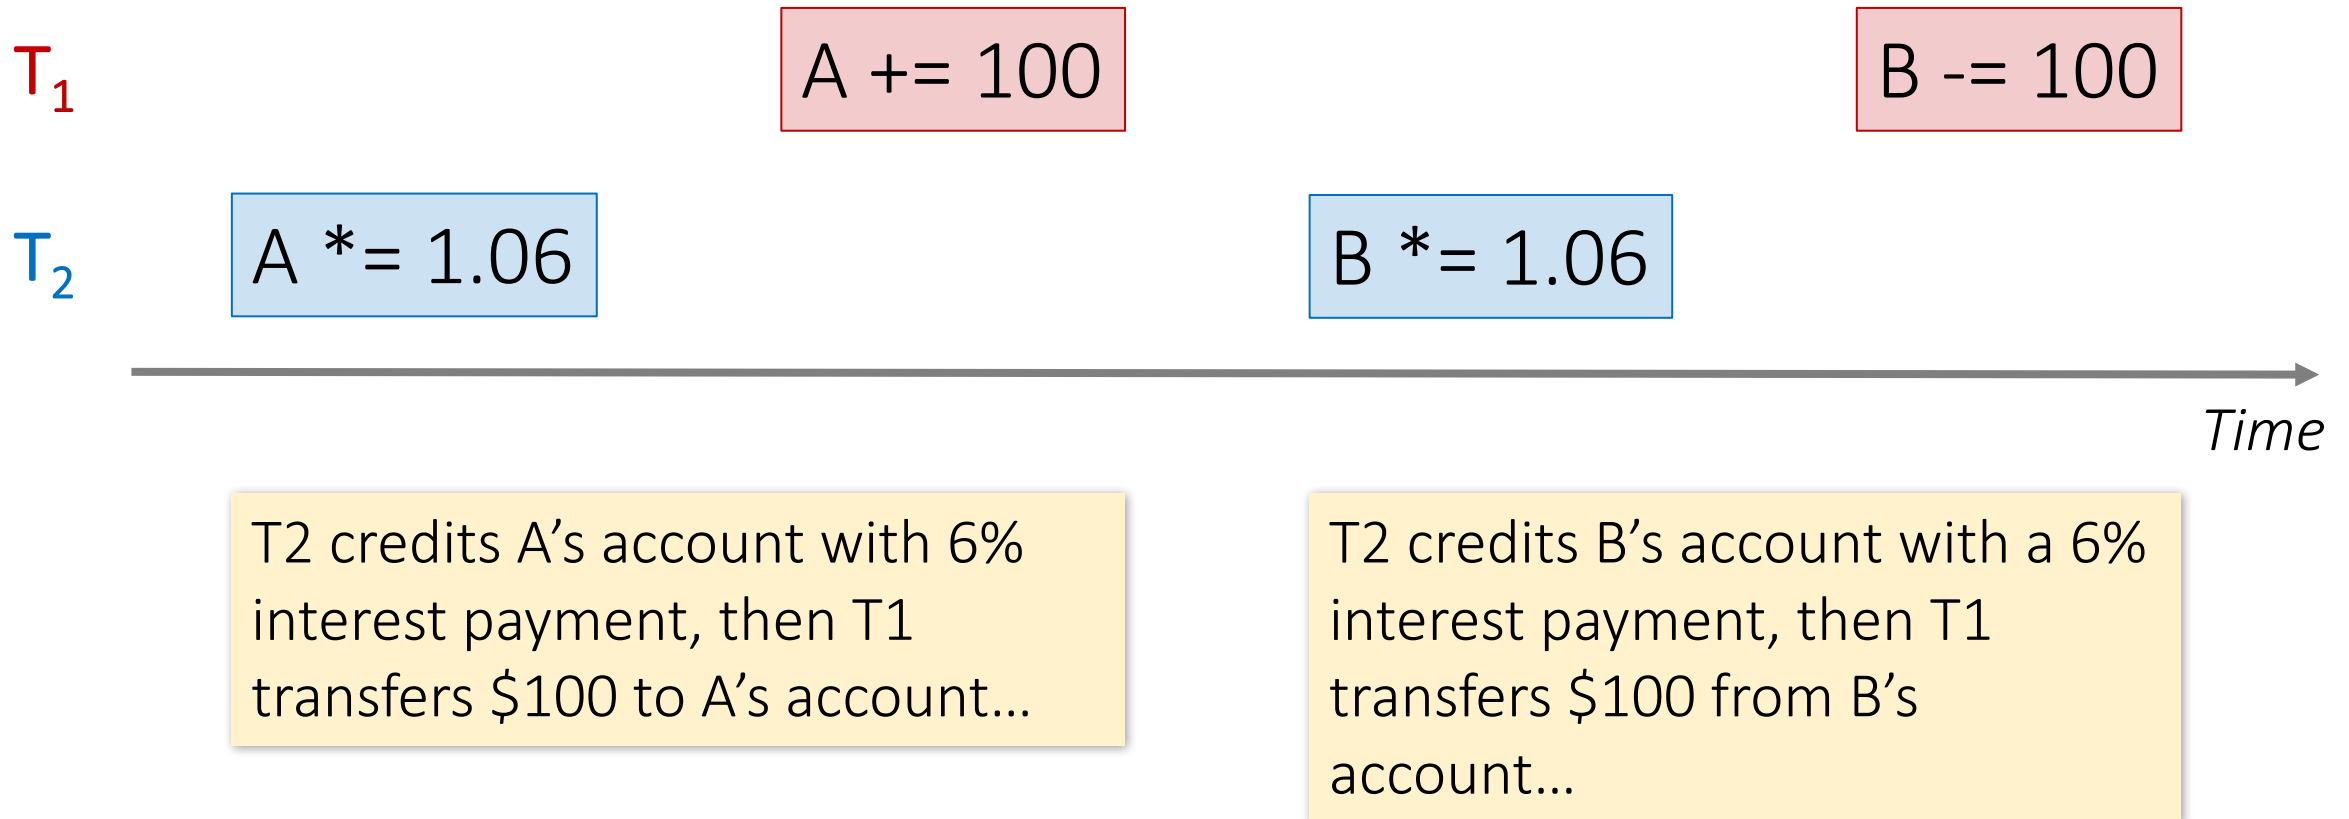 T1 A += 100 B -= 100
T2 A *= 1.06 B *= 1.06
Time
T2 credits A’s account with 6%
interest payment, then T1
transfers $100 to A’s account…
T2 credits B’s account with a 6%
interest payment, then T1
transfers $100 from B’s
account…